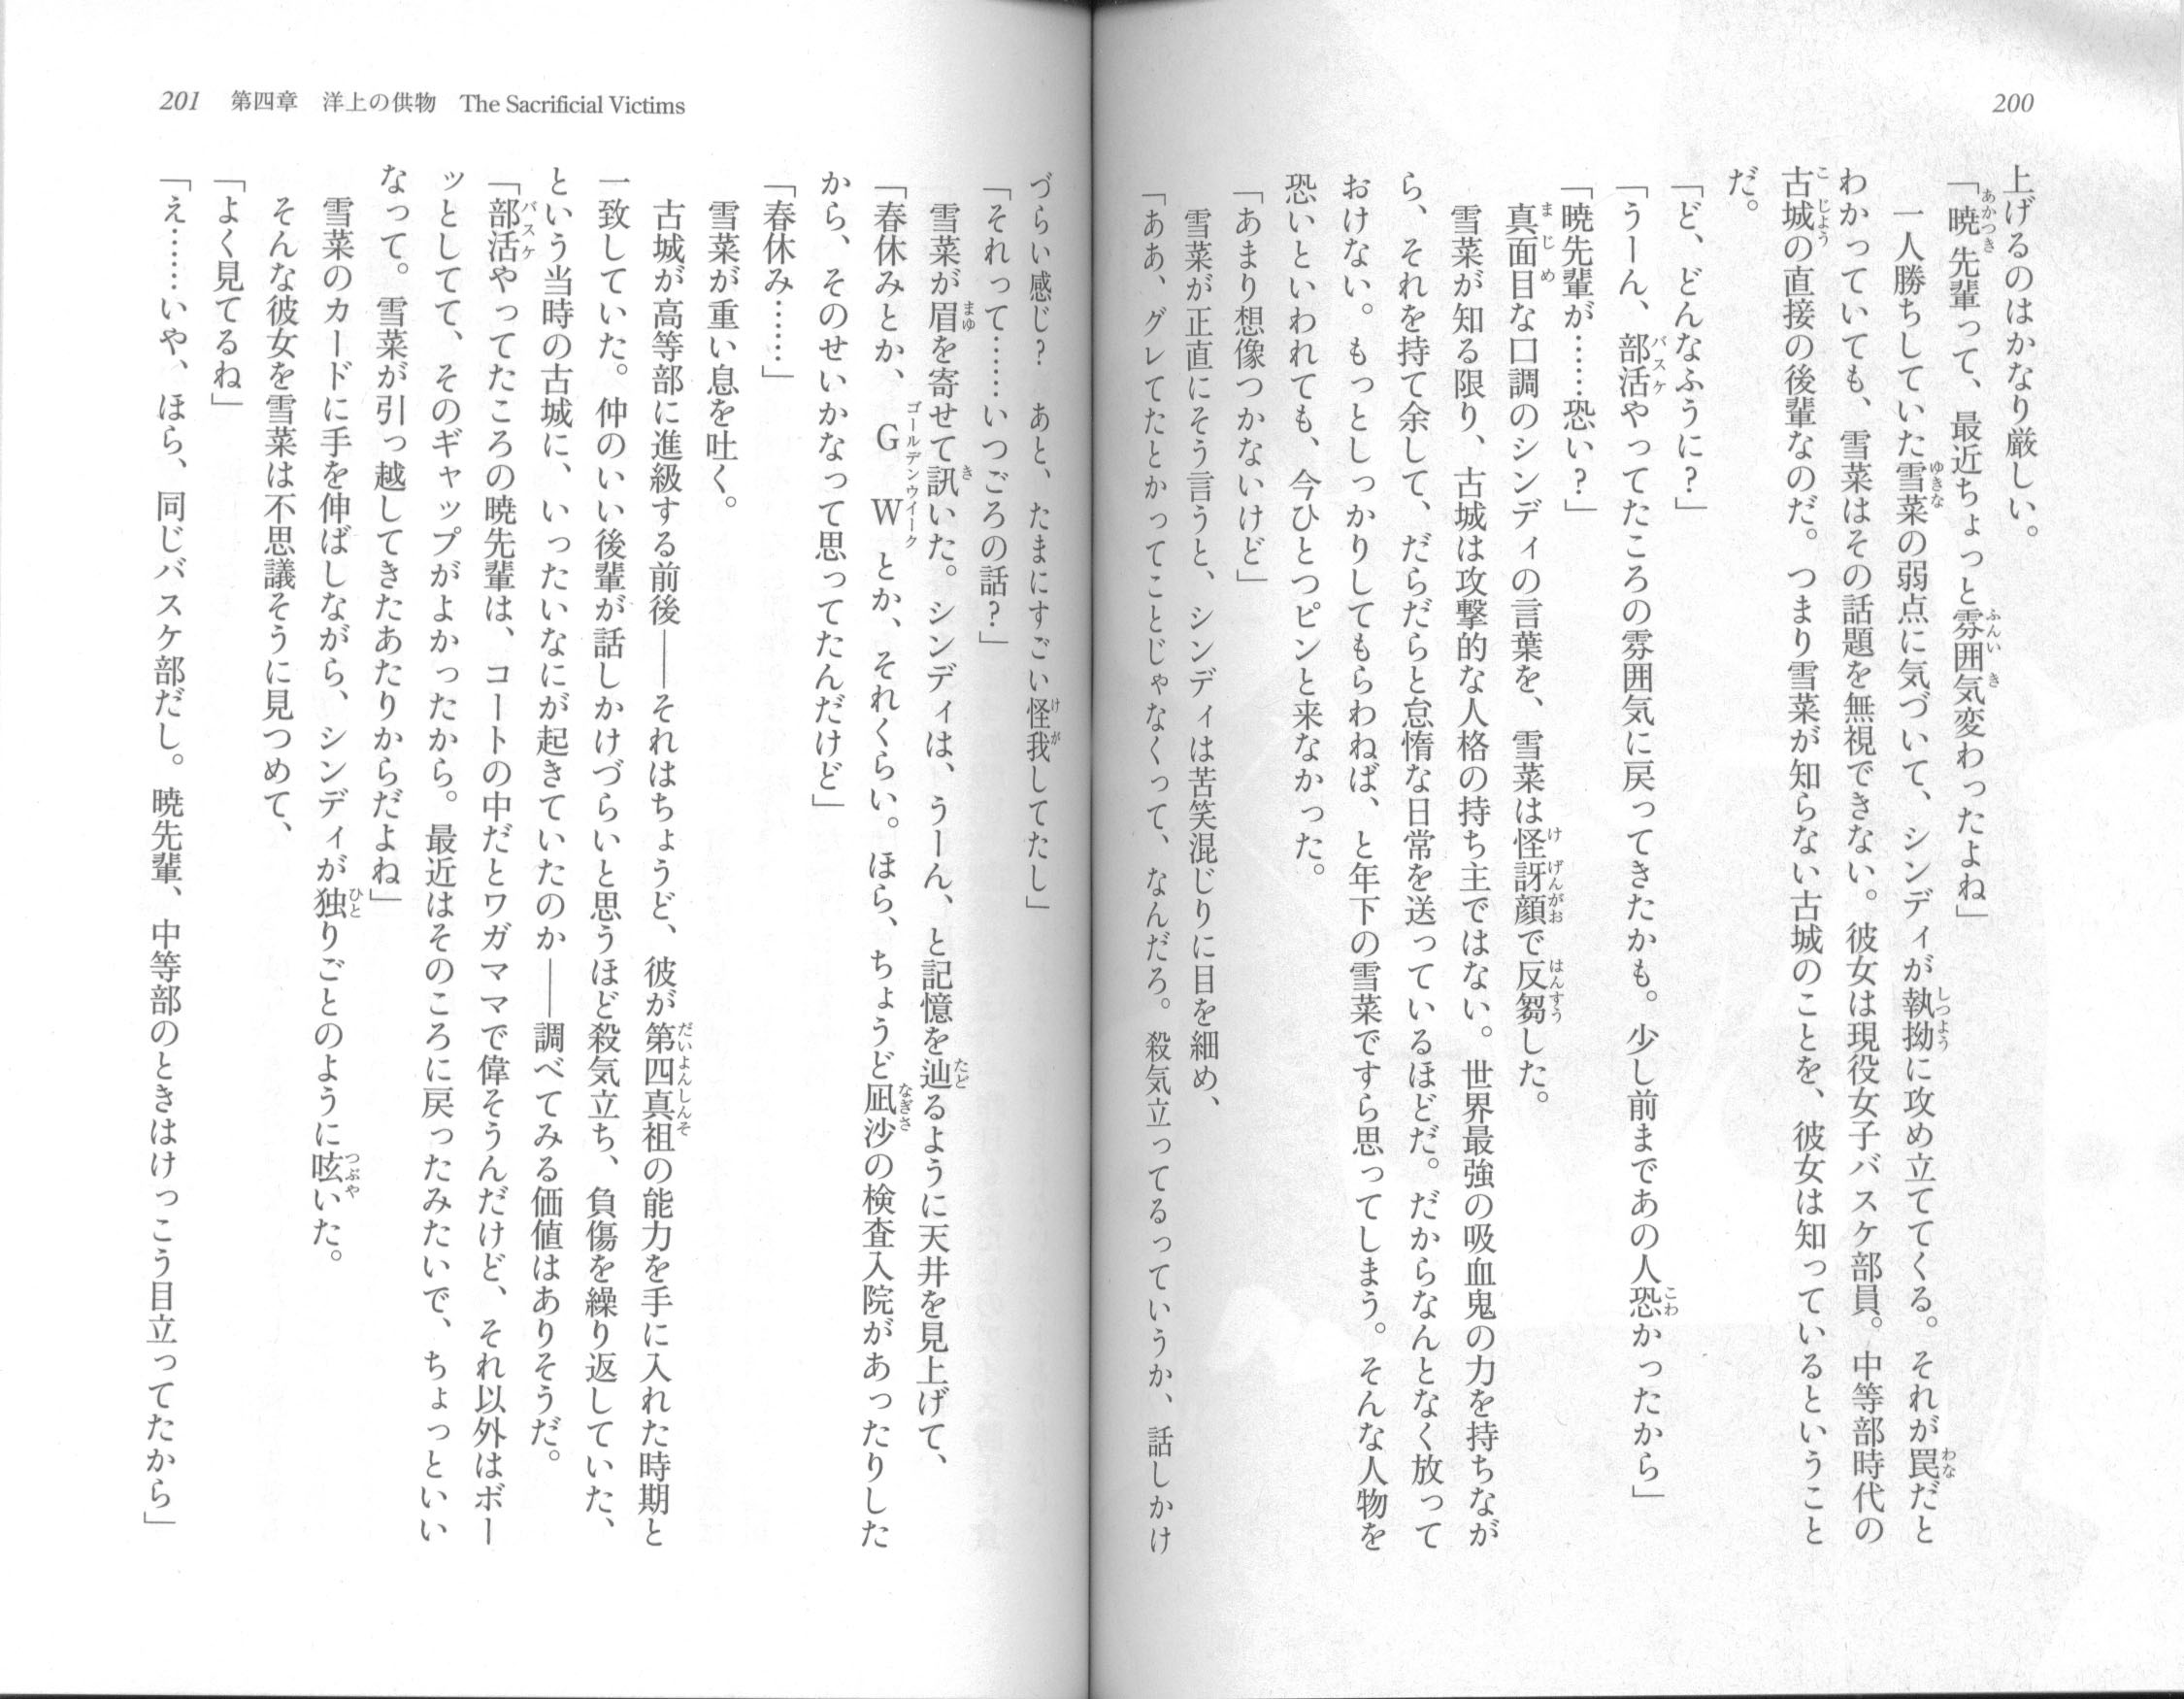 200
上げるのはかなり厳しい。
「暁先輩って、最近ちょっと雰囲気変わったよね」
一人勝ちしていた雪菜の弱点に気づいて、シンディが執拗に攻め立ててくる。それが罠だと
わかっていても、雪菜はその話題を無視できない。彼女は現役女子バスケ部員。中等部時代の
古城の直接の後輩なのだ。つまり雪菜が知らない古城のことを、彼女は知っているということ
だ。
「ど、どんなふうに？」
「うーん、部活やってたころの雰囲気に戻ってきたかも。少し前まであの人恐かったから」
「暁先輩が……恐い？」
真面目な口調のシンディの言葉を、雪菜は怪訝顔で反芻した。
雪菜が知る限り、古城は攻撃的な人格の持ち主ではない。世界最強の吸血鬼の力を持ちなが
ら、それを持て余して、だらだらと怠惰な日常を送っているほどだ。だからなんとなく放って
おけない。もっとしっかりしてもらわねば、と年下の雪菜ですら思ってしまう。そんな人物を
恐いといわれても、今ひとつピンと来なかった。
「あまり想像つかないけど」
雪菜が正直にそう言うと、シンディは苦笑混じりに目を細め、
「ああ、グレてたとかってことじゃなくって、なんだろ。殺気立ってるっていうか、話しかけ
201 第四章 洋上の供物 The Sacrificial Victims
づらい感じ？ あと、たまにすごい怪我してたし」
「それって……いつごろの話？」
雪菜が眉を寄せて訊いた。シンディは、うーん、と記憶を辿るように天井を見上げて、
「春休みとか、GWとか、それくらい。ほら、ちょうど凪沙の検査入院があったりした
から、そのせいかなって思ってたんだけど」
「春休み……」
雪菜が重い息を吐く。
古城が高等部に進級する前後――それはちょうど、彼が第四真祖の能力を手に入れた時期と
一致していた。仲のいい後輩が話しかけづらいと思うほど殺気立ち、負傷を繰り返していた、
という当時の古城に、いったいなにが起きていたのか――調べてみる価値はありそうだ。
「部活やってたころの暁先輩は、コートの中だとワガママで偉そうんだけど、それ以外はボー
ッとしてて、そのギャップがよかったから。最近はそのころに戻ったみたいで、ちょっといい
なって。雪菜が引っ越してきたあたりからだよね」
雪菜のカードに手を伸ばしながら、シンディが独りごとのように呟いた。
そんな彼女を雪菜は不思議そうに見つめて、
「よく見てるね」
「え……いや、ほら、同じバスケ部だし。暁先輩、中等部のときはけっこう目立ってたから」